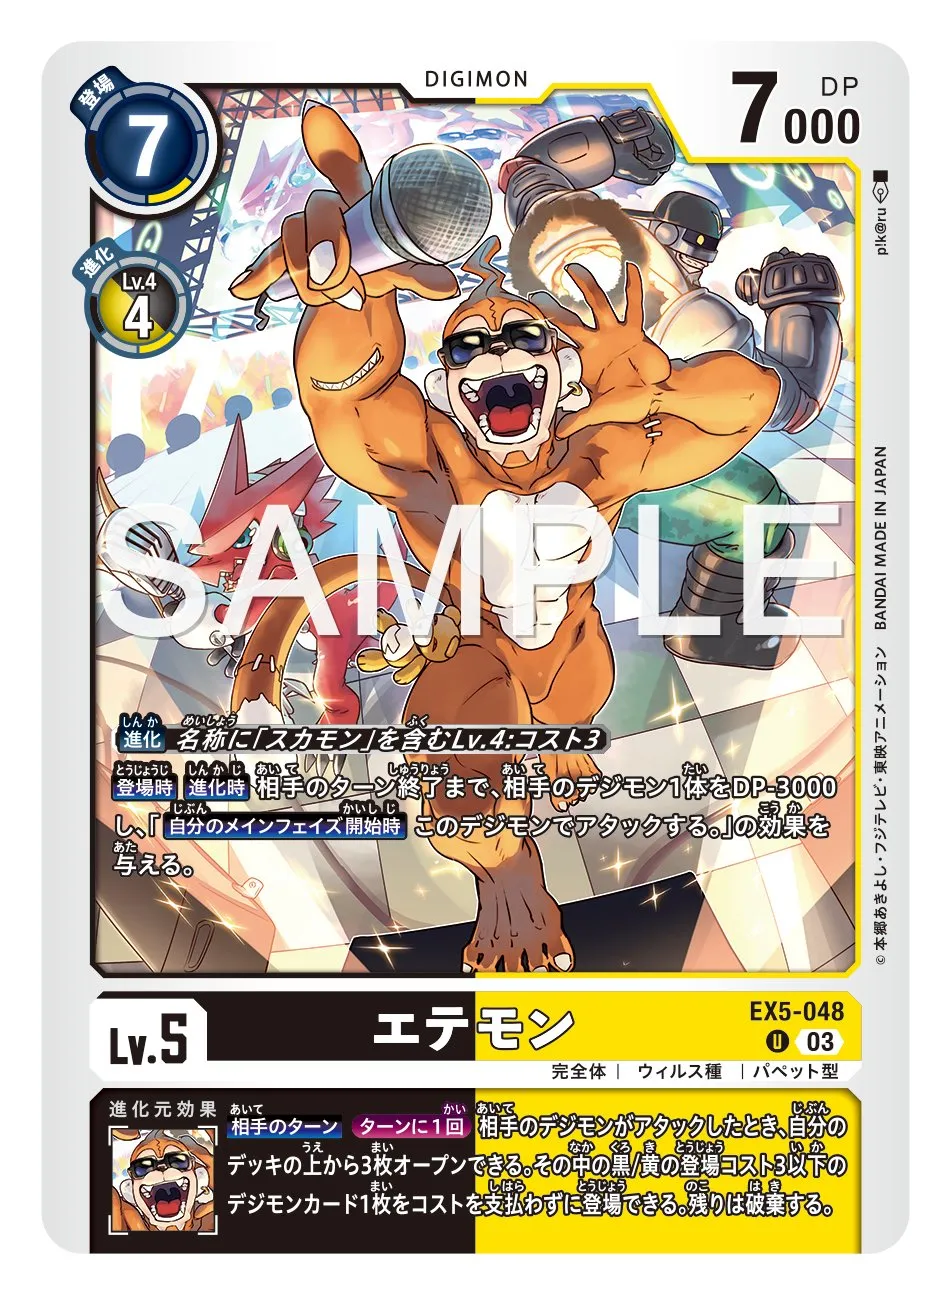 DIGIMON
登場
7
DP
7000
進化
Lv.4
4
p!k@ru
SAMPLE
©本郷あきよし・フジテレビ・東映アニメーション BANDAI MADE IN JAPAN
進化 名称に「スカモン」を含むLv.4:コスト3
登場時 進化時 相手のターン終了まで、相手のデジモン1体をDP-3000
し、「自分のメインフェイズ開始時 このデジモンでアタックする。」の効果を
与える。
Lv.5
エテモン
EX5-048
U 03
完全体｜ ウィルス種 ｜パペット型
進化元効果
相手のターン ターンに1回 相手のデジモンがアタックしたとき、自分の
デッキの上から3枚オープンできる。その中の黒/黄の登場コスト3以下の
デジモンカード1枚をコストを支払わずに登場できる。残りは破棄する。